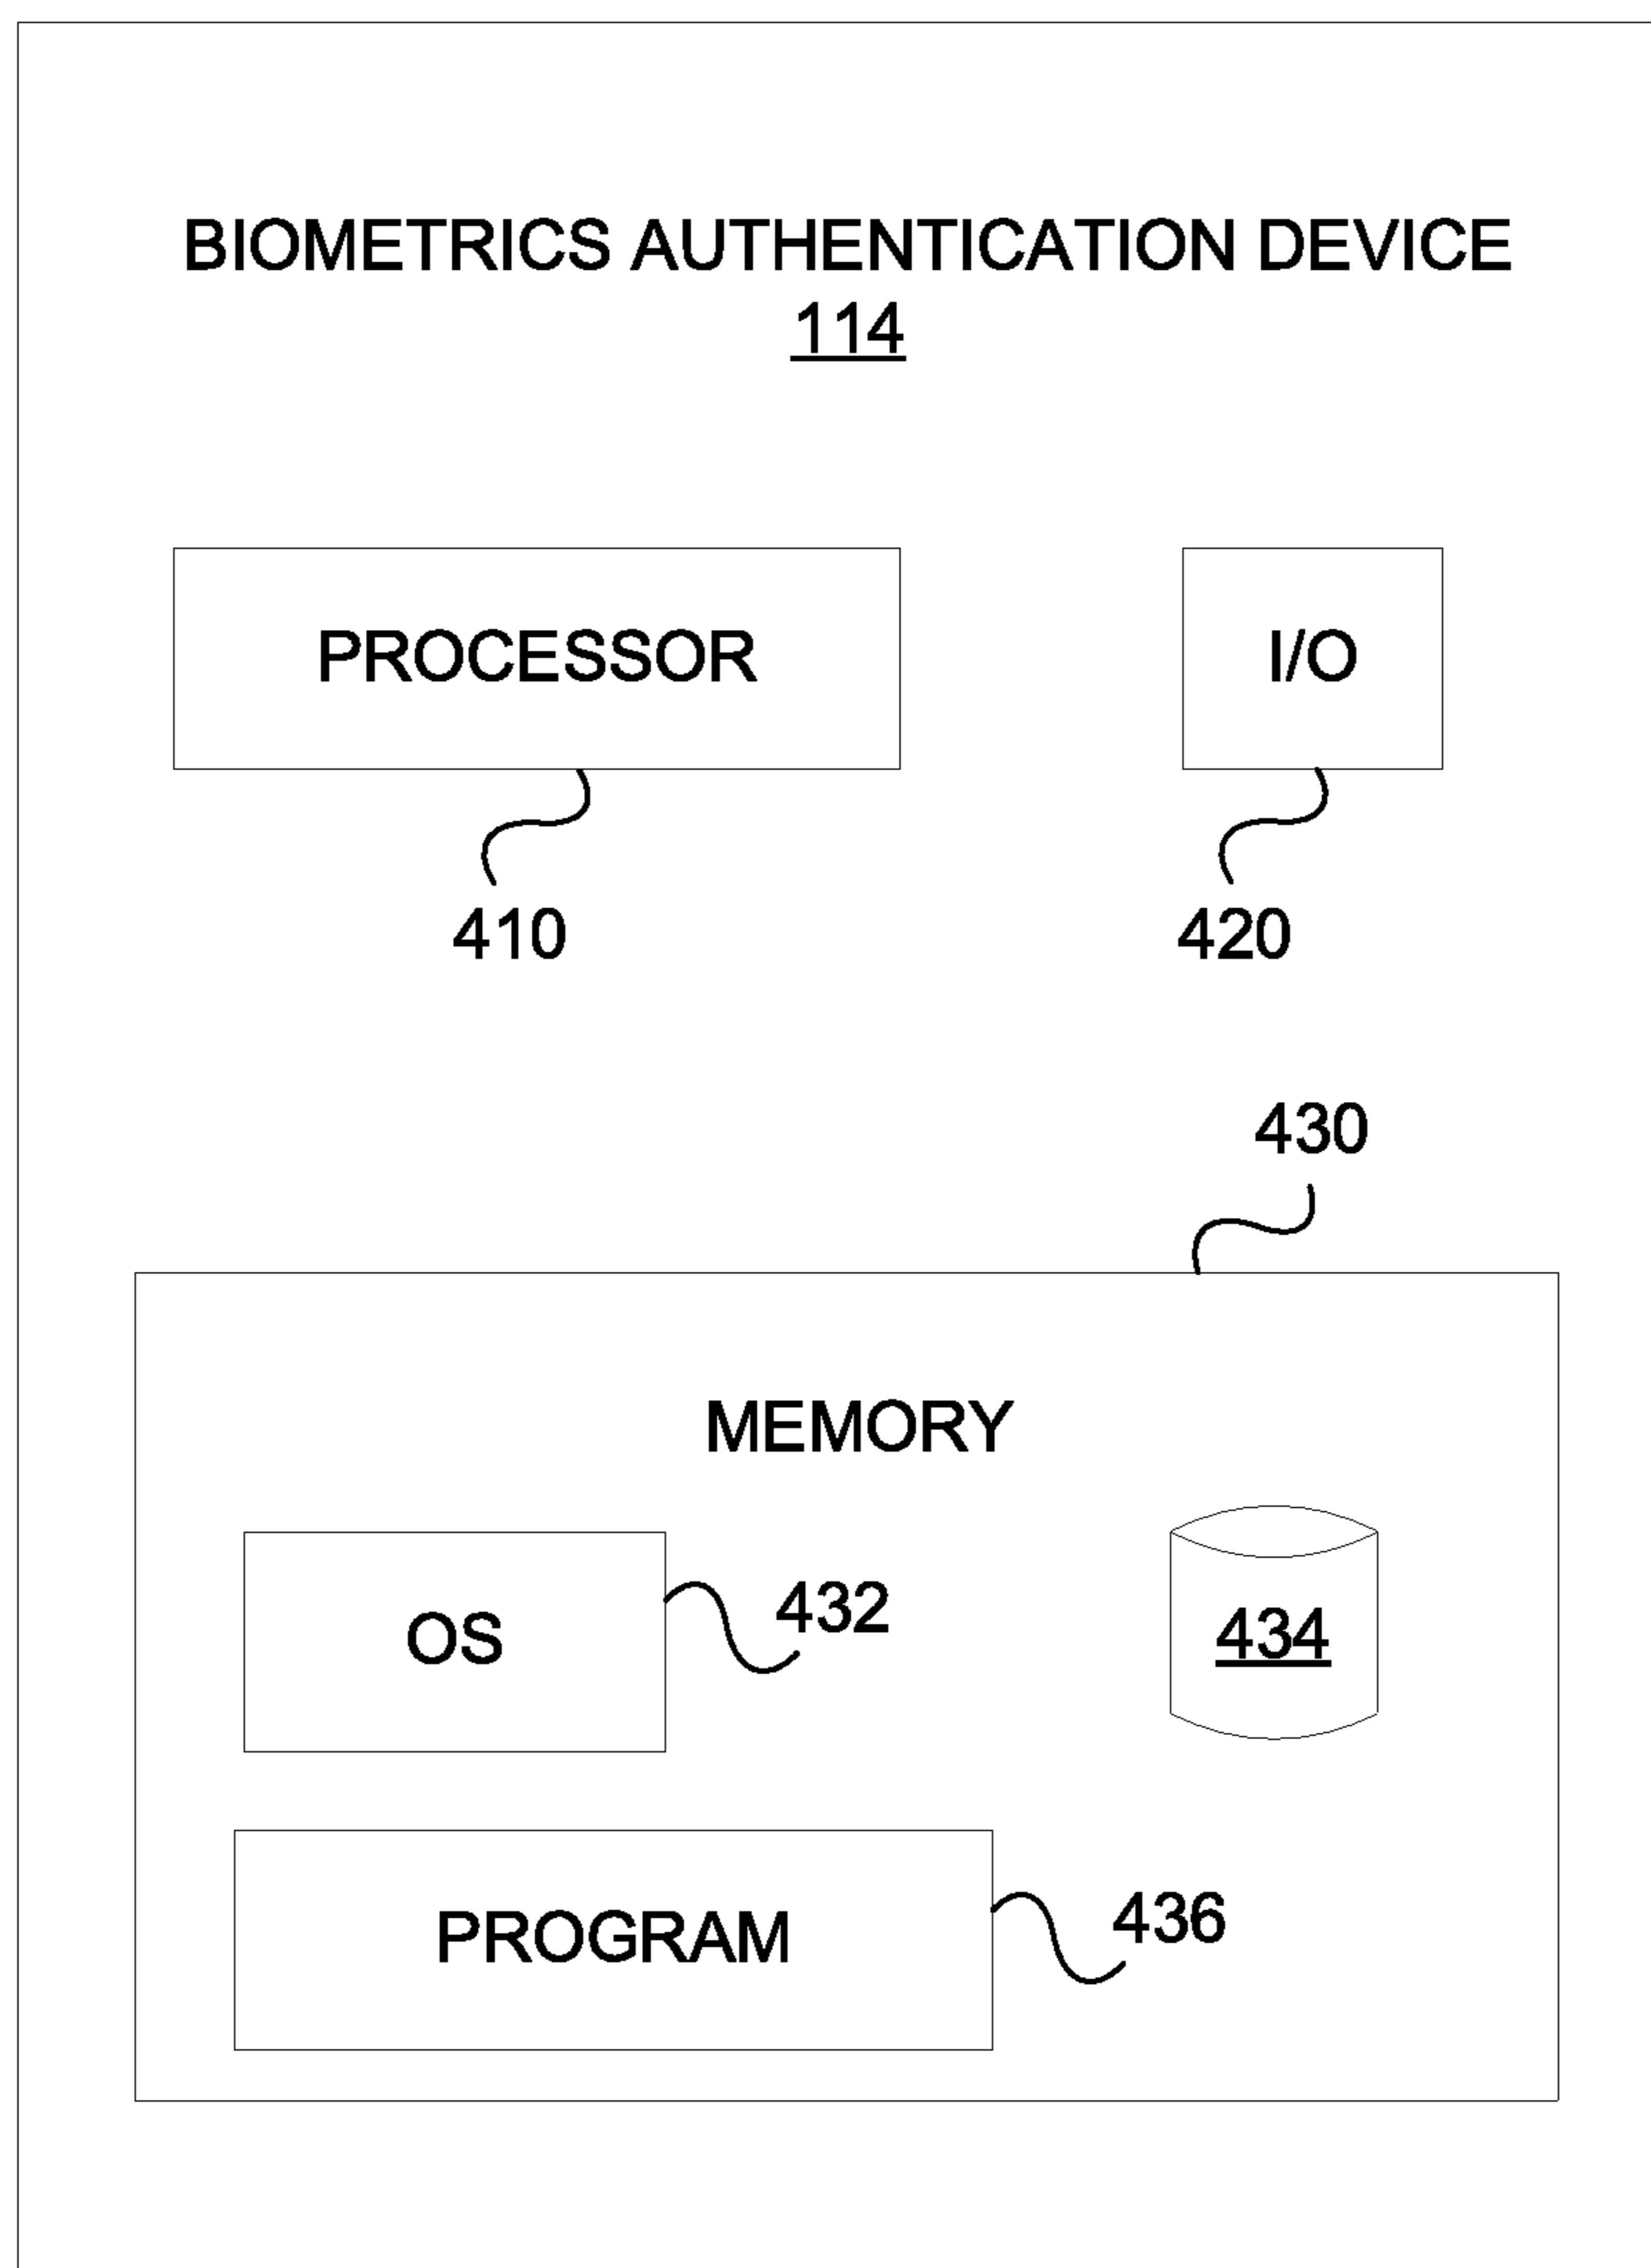 BIOMETRICS AUTHENTICATION DEVICE
114
PROCESSOR
I/O
410
420
430
MEMORY
OS
432
434
PROGRAM
436